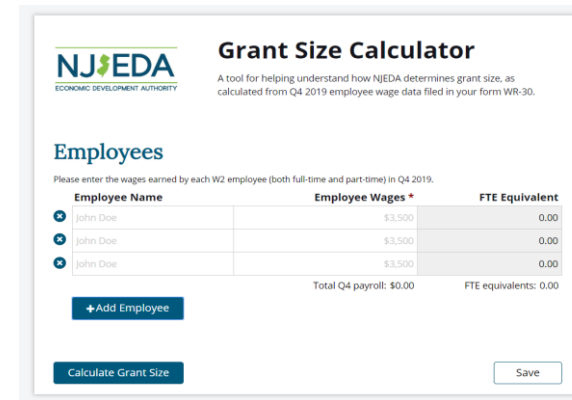 NJEDA
ECONOMIC DEVELOPMENT AUTHORITY
Grant Size Calculator
A tool for helping understand how NJEDA determines grant size, as
calculated from Q4 2019 employee wage data filed in your form WR-30.
Employees
Please enter the wages earned by each W2 employee (both full-time and part-time) in Q4 2019.
Employee Name Employee Wages * FTE Equivalent
John Doe $3,500 0.00
John Doe $3,500 0.00
John Doe $3,500 0.00
Total Q4 payroll: $0.00 FTE equivalents: 0.00
+Add Employee
Calculate Grant Size Save